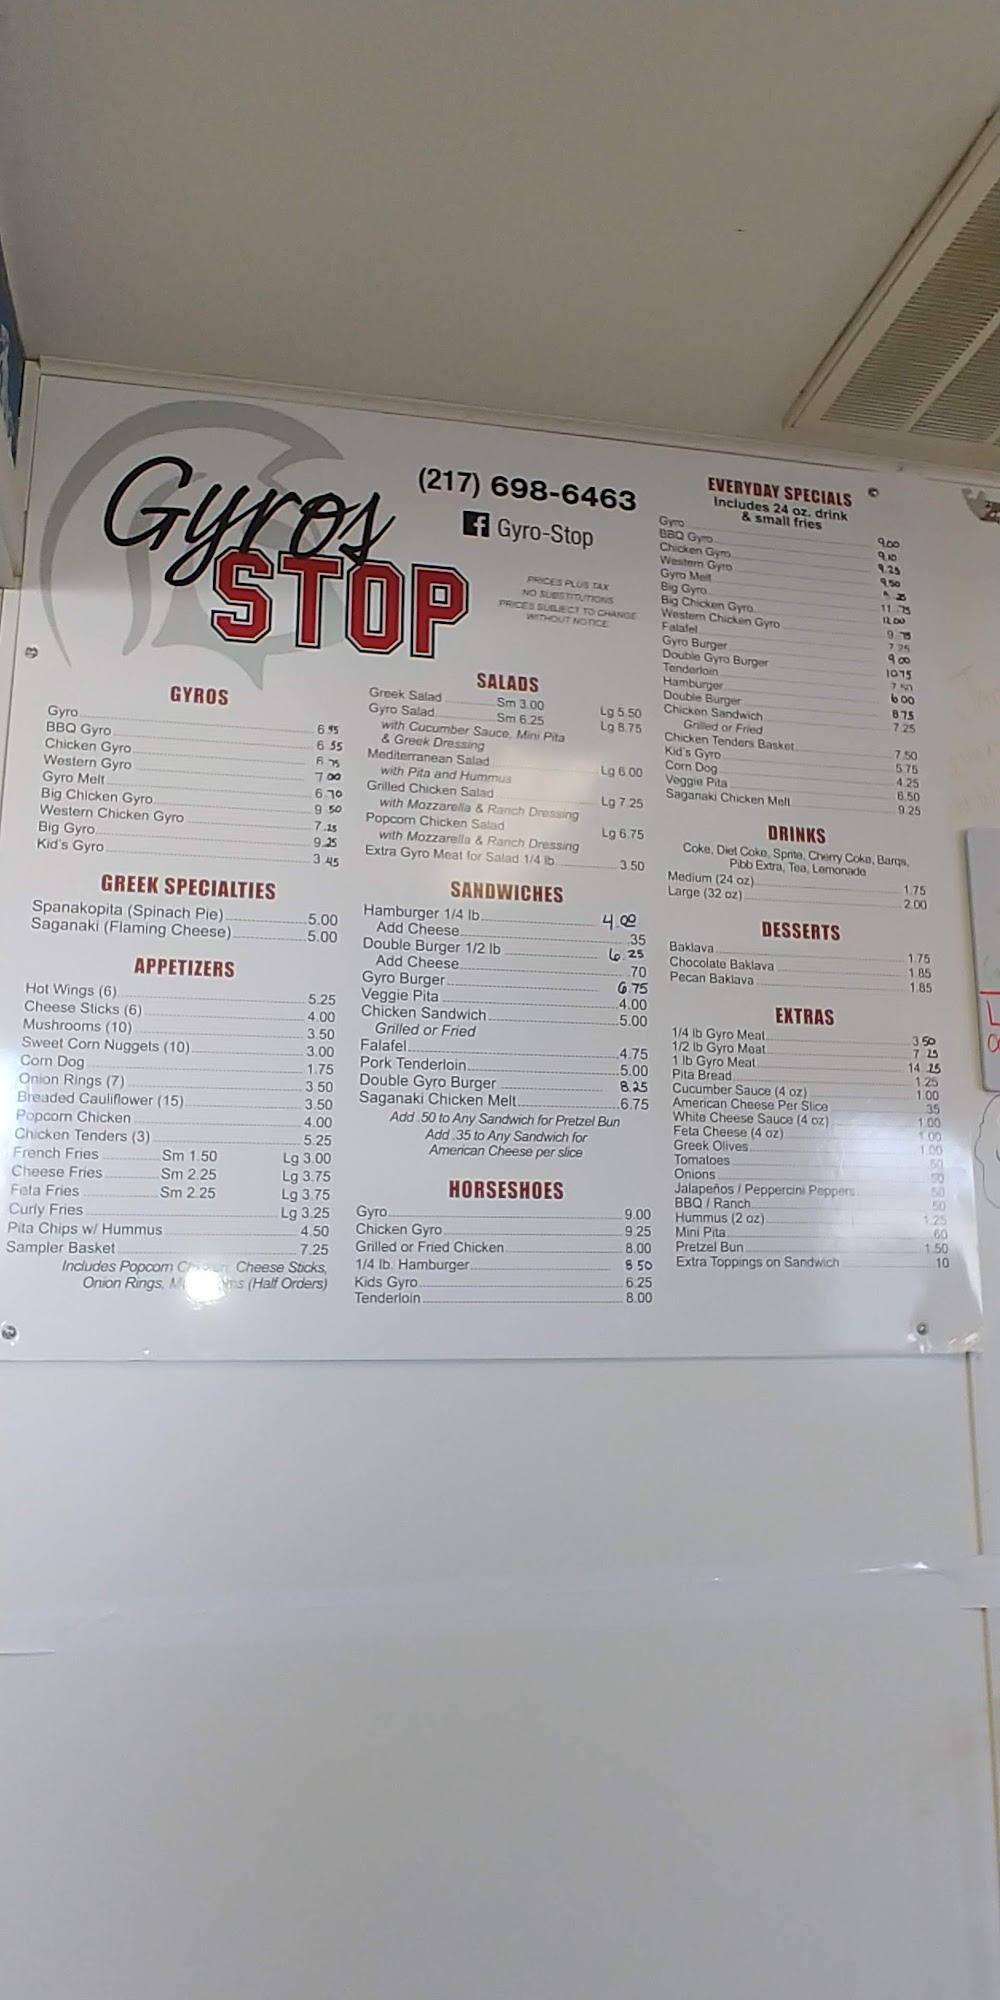 Gyros
STOP
(217) 698-6463
Gyro-Stop
PRICES PLUS TAX
NO SUBSTITUTIONS
PRICES SUBJECT TO CHANGE
WITHOUT NOTICE
GYROS
Gyro 6
BBQ Gyro 6 55
Chicken Gyro 6 75
Western Gyro 7 00
Gyro Melt 6.70
Big Chicken Gyro 9 50
Western Chicken Gyro 7.25
Big Gyro 9.25
Kid's Gyro 3.45
GREEK SPECIALTIES
Spanakopita (Spinach Pie) 5.00
Saganaki (Flaming Cheese) 5.00
APPETIZERS
Hot Wings (6) 5.25
Cheese Sticks (6) 4.00
Mushrooms (10) 3.50
Sweet Corn Nuggets (10) 3.00
Corn Dog 1.75
Onion Rings (7) 3.50
Breaded Cauliflower (15) 3.50
Popcorn Chicken 4.00
Chicken Tenders (3) 5.25
French Fries Sm 1.50 Lg 3.00
Cheese Fries Sm 2.25 Lg 3.75
Feta Fries Sm 2.25 Lg 3.75
Curly Fries Lg 3.25
Pita Chips w/ Hummus 4.50
Sampler Basket 7.25
Includes Popcorn Cheese Sticks,
Onion Rings, (Half Orders)
SALADS
Greek Salad Sm 3.00 Lg 5.50
Gyro Salad Sm 6.25 Lg 8.75
with Cucumber Sauce, Mini Pita
& Greek Dressing
Mediterranean Salad Lg 6.00
with Pita and Hummus
Grilled Chicken Salad Lg 7.25
with Mozzarella & Ranch Dressing
Popcorn Chicken Salad Lg 6.75
with Mozzarella & Ranch Dressing
Extra Gyro Meat for Salad 1/4 lb. 3.50
SANDWICHES
Hamburger 1/4 lb 4.00
Add Cheese .35
Double Burger 1/2 lb 6.25
Add Cheese .70
Gyro Burger 6.75
Veggie Pita 4.00
Chicken Sandwich 5.00
Grilled or Fried
Falafel 4.75
Pork Tenderloin 5.00
Double Gyro Burger 8.25
Saganaki Chicken Melt 6.75
Add .50 to Any Sandwich for Pretzel Bun
Add .35 to Any Sandwich for
American Cheese per slice
HORSESHOES
Gyro 9.00
Chicken Gyro 9.25
Grilled or Fried Chicken 8.00
1/4 lb. Hamburger 8 50
Kids Gyro 6.25
Tenderloin 8.00
EVERYDAY SPECIALS
Includes 24 oz. drink
& small fries
Gyro 9.00
BBQ Gyro 9.10
Chicken Gyro 9.25
Western Gyro 9.50
Gyro Melt
Big Gyro 11.75
Big Chicken Gyro 12.00
Western Chicken Gyro 9.75
Falafel 7.25
Gyro Burger 9.00
Double Gyro Burger 10.75
Tenderloin 7.50
Hamburger 6.00
Double Burger 8.75
Chicken Sandwich 7.25
Grilled or Fried
Chicken Tenders Basket 7.50
Kid's Gyro 5.75
Corn Dog 4.25
Veggie Pita 6.50
Saganaki Chicken Melt 9.25
DRINKS
Coke, Diet Coke, Sprite, Cherry Coke, Barqs,
Pibb Extra, Tea, Lemonade
Medium (24 oz) 1.75
Large (32 oz) 2.00
DESSERTS
Baklava 1.75
Chocolate Baklava 1.85
Pecan Baklava 1.85
EXTRAS
1/4 lb Gyro Meat 3.50
1/2 lb Gyro Meat 7.25
1 lb Gyro Meat 14.25
Pita Bread 1.25
Cucumber Sauce (4 oz) 1.00
American Cheese Per Slice .35
White Cheese Sauce (4 oz) 1.00
Feta Cheese (4 oz) 1.00
Greek Olives 1.00
Tomatoes .50
Onions .50
Jalapeños / Peppercini Peppers .50
BBQ / Ranch .50
Hummus (2 oz) 1.25
Mini Pita .60
Pretzel Bun 1.50
Extra Toppings on Sandwich .10